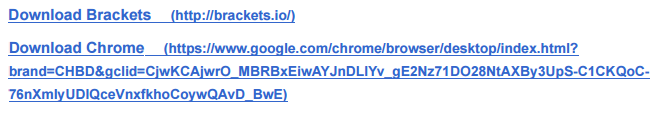 Download Brackets (http://brackets.io/)
Download Chrome (https://www.google.com/chrome/browser/desktop/index.html?
brand=CHBD&gclid=CjwKCAjwrO_MBRBxEiwAYJnDLIYv_gE2Nz71DO28NtAXBy3UpS-C1CKQoC-
76nXmIyUDIQceVnxfkhoCoywQAvD_BwE)